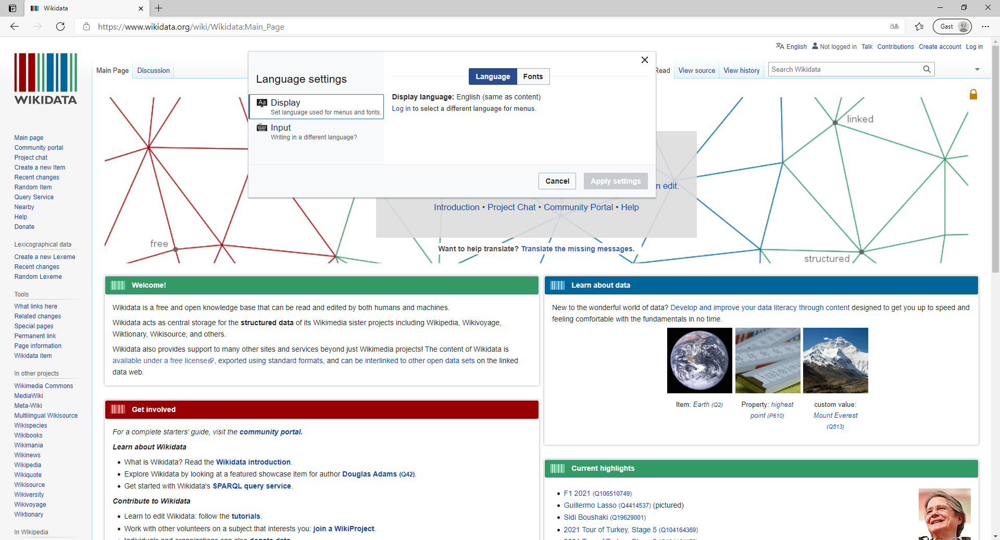 Wikidata
https://www.wikidata.org/wiki/Wikidata:Main_Page
Gast
English Not logged in Talk Contributions Create account Log in
Main Page Discussion
Read View source View history Search Wikidata
WIKIDATA
Main page
Community portal
Project chat
Create a new Item
Recent changes
Random Item
Query Service
Nearby
Help
Donate
Lexicographical data
Create a new Lexeme
Recent changes
Random Lexeme
Tools
What links here
Related changes
Special pages
Permanent link
Page information
Wikidata item
In other projects
Wikimedia Commons
MediaWiki
Meta-Wiki
Multilingual Wikisource
Wikispecies
Wikibooks
Wikimania
Wikinews
Wikipedia
Wikiquote
Wikisource
Wikiversity
Wikivoyage
Wiktionary
In Wikipedia
Language settings
Aa Display
Set language used for menus and fonts.
Input
Writing in a different language?
Language Fonts
Display language: English (same as content)
Log in to select a different language for menus.
Cancel Apply settings
linked
n edit.
Introduction • Project Chat • Community Portal • Help
free
structured
Want to help translate? Translate the missing messages.
Welcome!
Wikidata is a free and open knowledge base that can be read and edited by both humans and machines.
Wikidata acts as central storage for the structured data of its Wikimedia sister projects including Wikipedia, Wikivoyage,
Wiktionary, Wikisource, and others.
Wikidata also provides support to many other sites and services beyond just Wikimedia projects! The content of Wikidata is
available under a free license, exported using standard formats, and can be interlinked to other open data sets on the linked
data web.
Get involved
For a complete starters’ guide, visit the community portal.
Learn about Wikidata
• What is Wikidata? Read the Wikidata introduction.
• Explore Wikidata by looking at a featured showcase item for author Douglas Adams (Q42).
• Get started with Wikidata's SPARQL query service.
Contribute to Wikidata
• Learn to edit Wikidata: follow the tutorials.
• Work with other volunteers on a subject that interests you: join a WikiProject.
• Individuals and organizations can also donate data.
Learn about data
New to the wonderful world of data? Develop and improve your data literacy through content designed to get you up to speed and
feeling comfortable with the fundamentals in no time.
Item: Earth (Q2)
Property: highest
point (P610)
custom value:
Mount Everest
(Q513)
Current highlights
• F1 2021 (Q106510749)
• Guillermo Lasso (Q4414537) (pictured)
• Sidi Boushaki (Q19629001)
• 2021 Tour of Turkey, Stage 5 (Q104164369)